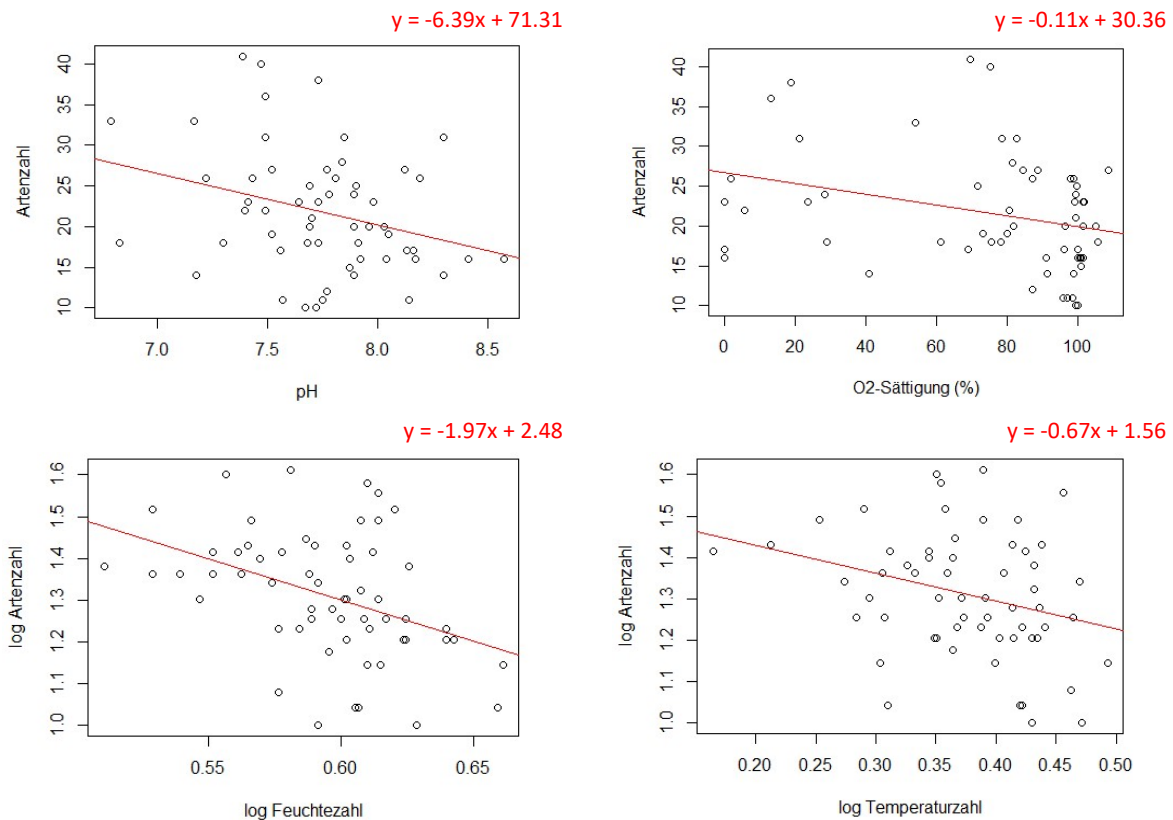 y = -6.39x + 71.31
y = -0.11x + 30.36
Artenzahl
40
35
30
25
20
15
10
7.0 7.5 8.0 8.5
pH
Artenzahl
40
35
30
25
20
15
10
0 20 40 60 80 100
O2-Sättigung (%)
y = -1.97x + 2.48
y = -0.67x + 1.56
log Artenzahl
1.6
1.5
1.4
1.3
1.2
1.1
1.0
0.55 0.60 0.65
log Feuchtezahl
log Artenzahl
1.6
1.5
1.4
1.3
1.2
1.1
1.0
0.20 0.25 0.30 0.35 0.40 0.45 0.50
log Temperaturzahl